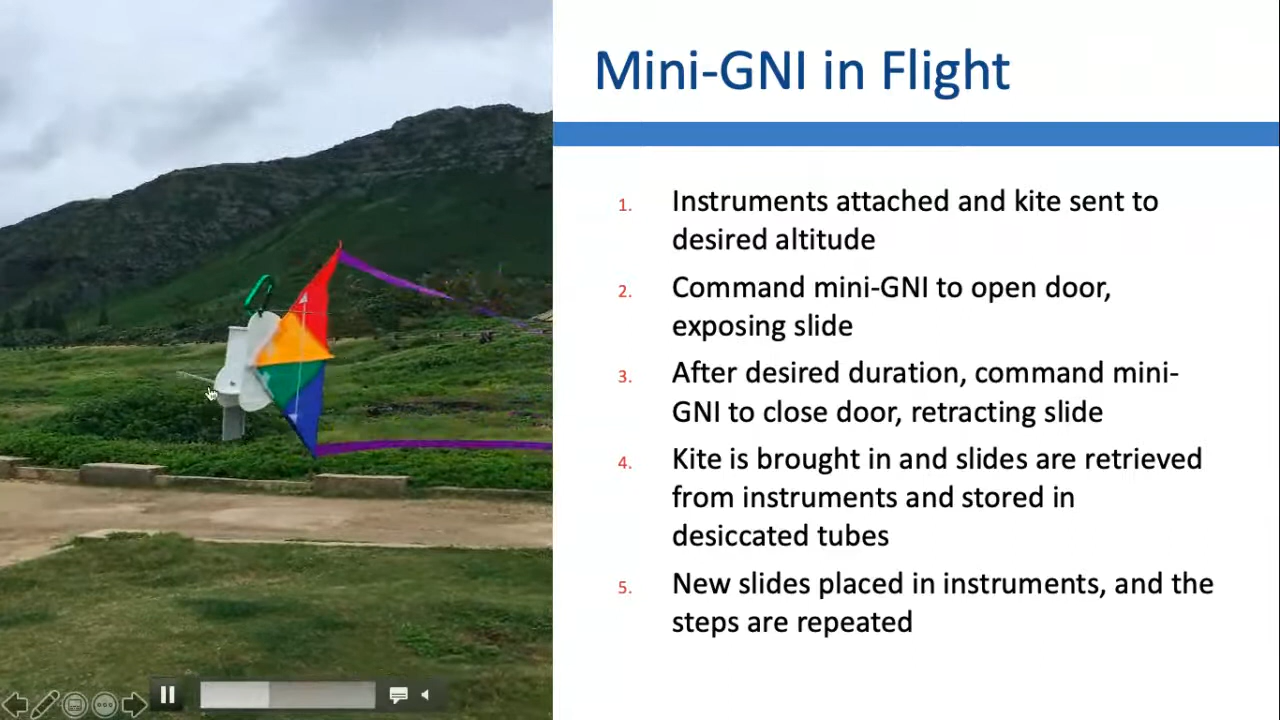 Mini-GNI in Flight
1. Instruments attached and kite sent to
desired altitude
2. Command mini-GNI to open door,
exposing slide
3. After desired duration, command mini-
GNI to close door, retracting slide
4. Kite is brought in and slides are retrieved
from instruments and stored in
desiccated tubes
5. New slides placed in instruments, and the
steps are repeated